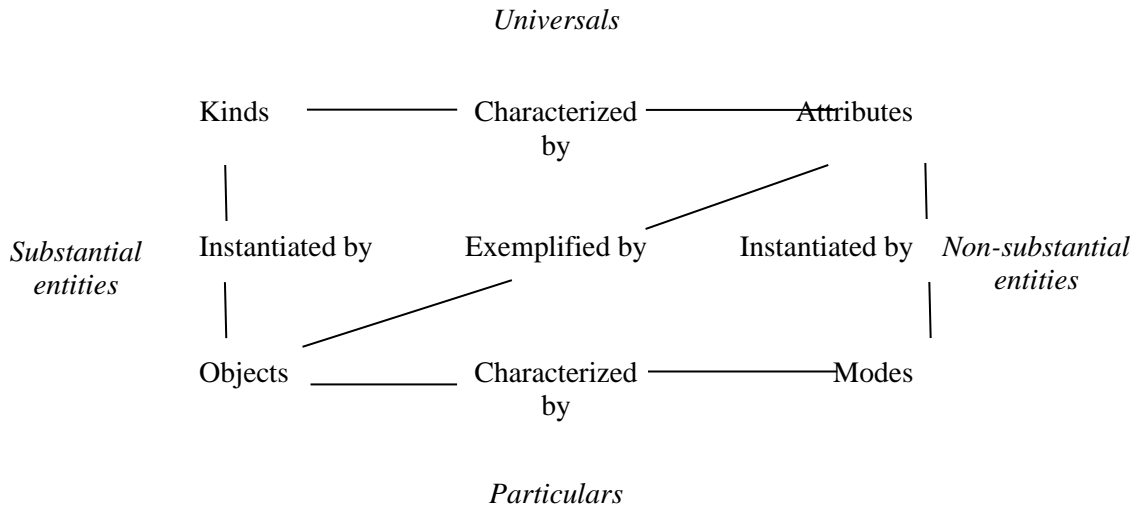 Universals
Kinds Characterized Attributes
by
Substantial Instantiated by Exemplified by Instantiated by Non-substantial
entities entities
Objects Characterized Modes
by
Particulars